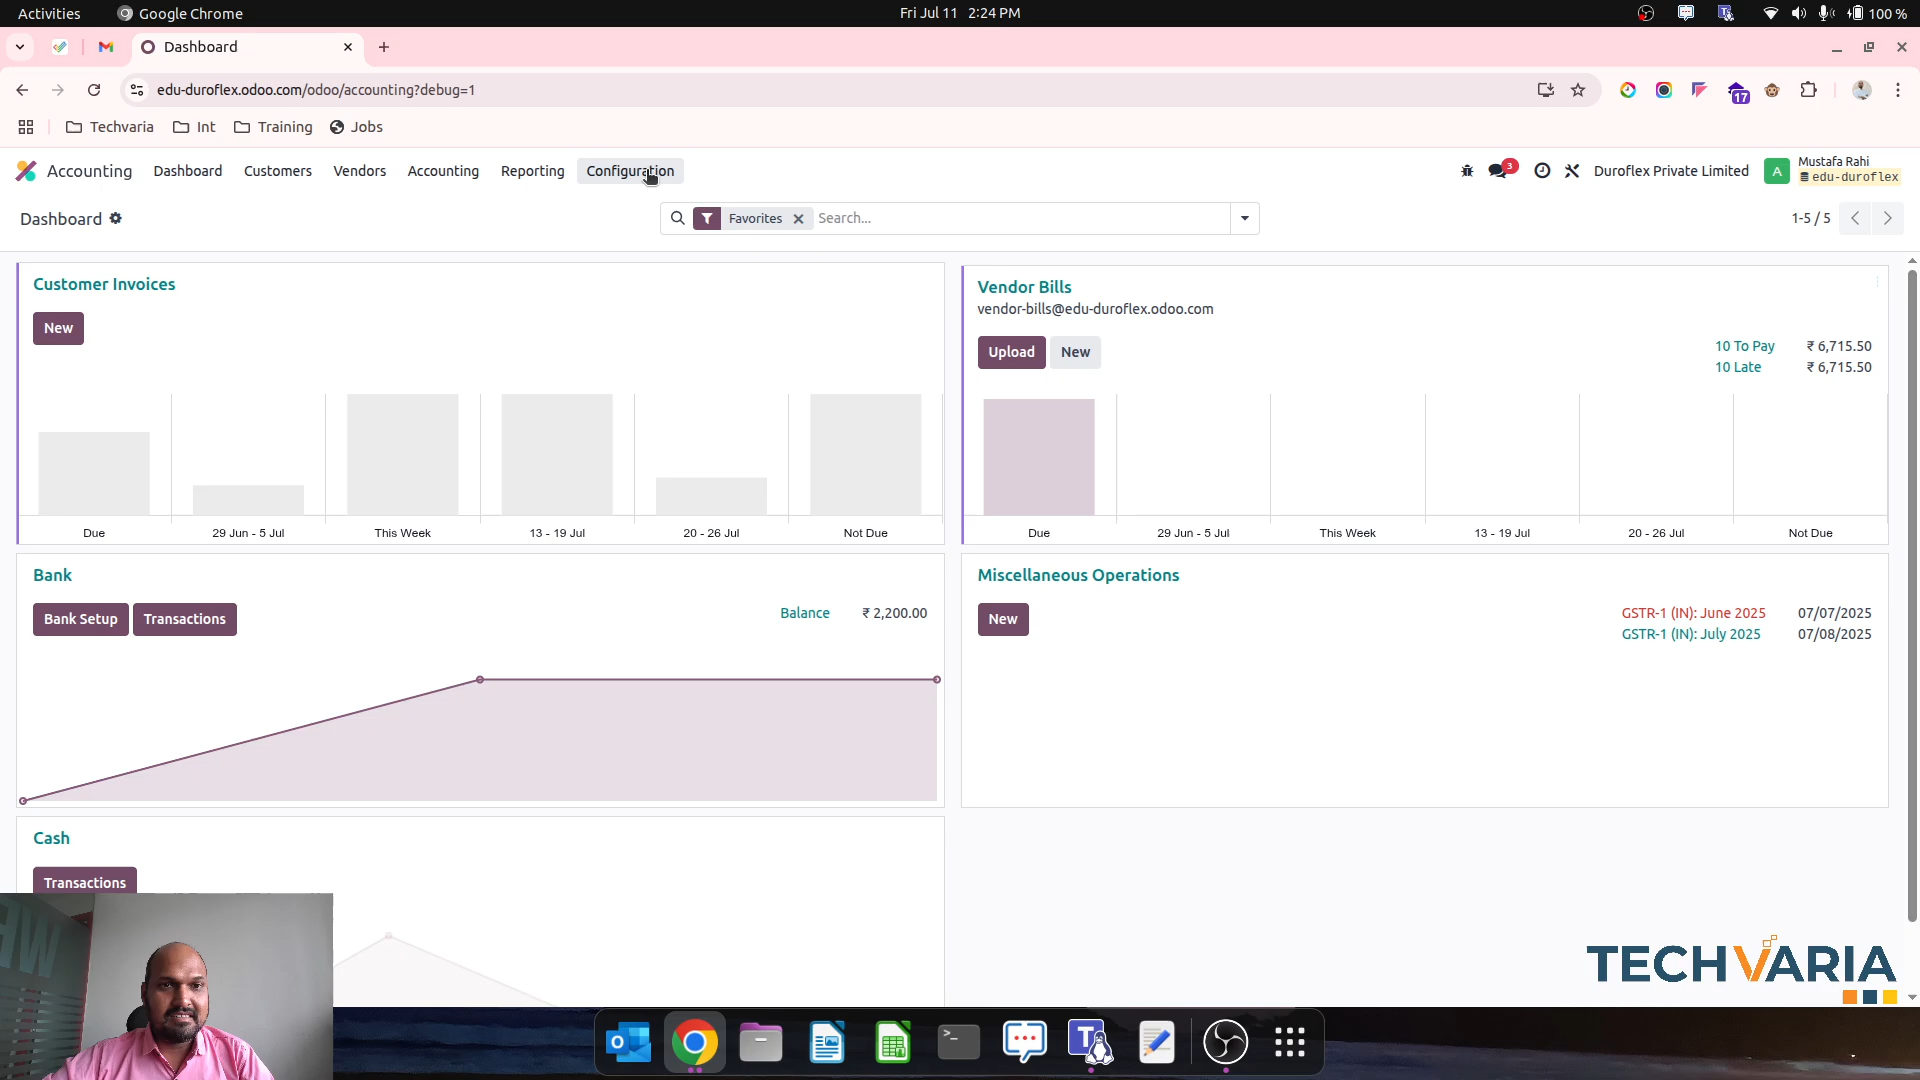 Activities
Google Chrome
Fri Jul 11 2:24 PM
100 %
Dashboard
edu-duroflex.odoo.com/odoo/accounting?debug=1
17
Techvaria
Int
Training
Jobs
Accounting
Dashboard
Customers
Vendors
Accounting
Reporting
Configuration
3
Duroflex Private Limited
A
Mustafa Rahi
edu-duroflex
Dashboard
Favorites
Search...
1-5 / 5
Customer Invoices
New
Due
29 Jun - 5 Jul
This Week
13 - 19 Jul
20 - 26 Jul
Not Due
Vendor Bills
vendor-bills@edu-duroflex.odoo.com
Upload
New
10 To Pay ₹ 6,715.50
10 Late ₹ 6,715.50
Due
29 Jun - 5 Jul
This Week
13 - 19 Jul
20 - 26 Jul
Not Due
Bank
Bank Setup
Transactions
Balance ₹ 2,200.00
Miscellaneous Operations
New
GSTR-1 (IN): June 2025 07/07/2025
GSTR-1 (IN): July 2025 07/08/2025
Cash
Transactions
TECHVARIA